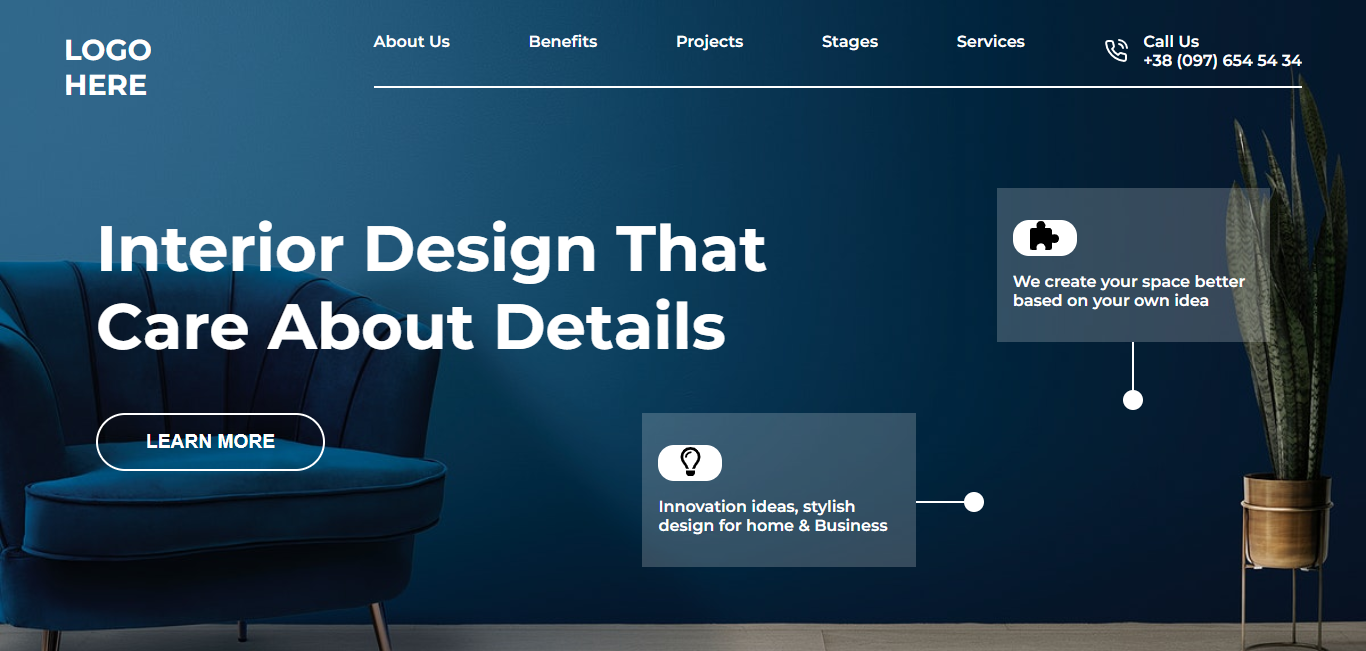 LOGO
HERE
About Us
Benefits
Projects
Stages
Services
Call Us
+38 (097) 654 54 34
Interior Design That
Care About Details
LEARN MORE
We create your space better
based on your own idea
Innovation ideas, stylish
design for home & Business